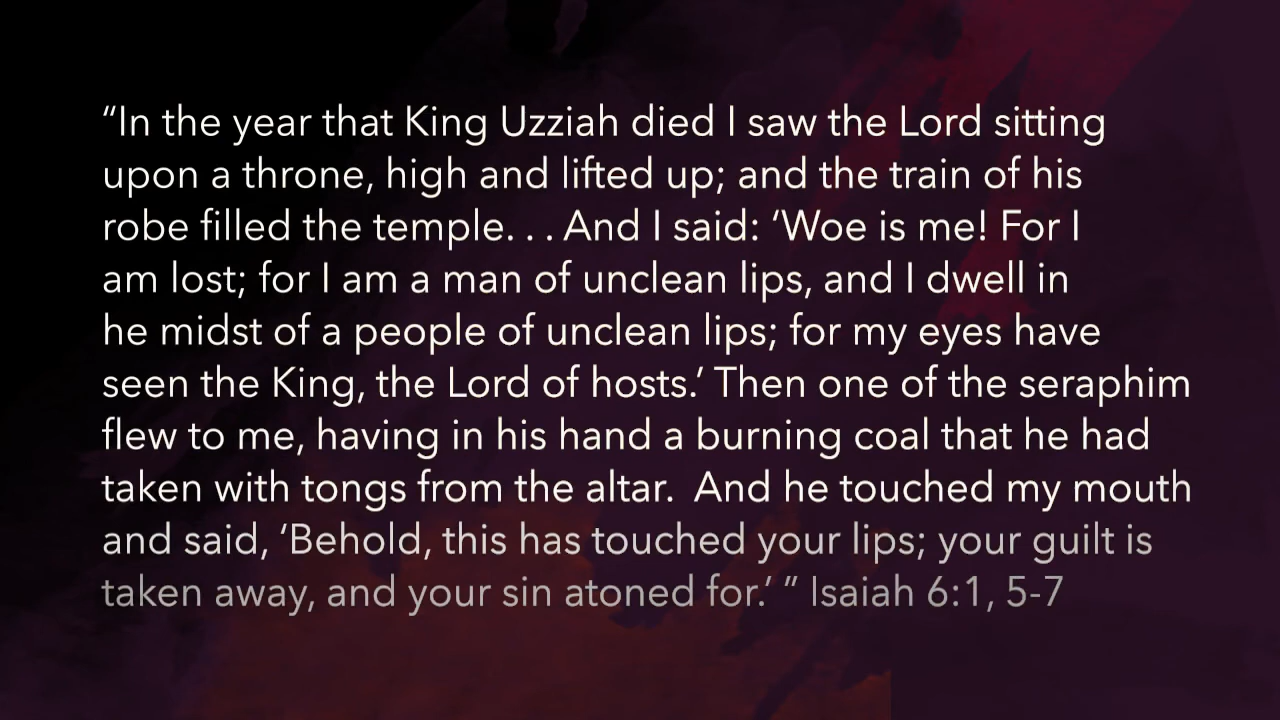 “In the year that King Uzziah died I saw the Lord sitting
upon a throne, high and lifted up; and the train of his
robe filled the temple. . . And I said: ‘Woe is me! For I
am lost; for I am a man of unclean lips, and I dwell in
he midst of a people of unclean lips; for my eyes have
seen the King, the Lord of hosts.’ Then one of the seraphim
flew to me, having in his hand a burning coal that he had
taken with tongs from the altar.  And he touched my mouth
and said, ‘Behold, this has touched your lips; your guilt is
taken away, and your sin atoned for.’ ” Isaiah 6:1, 5-7